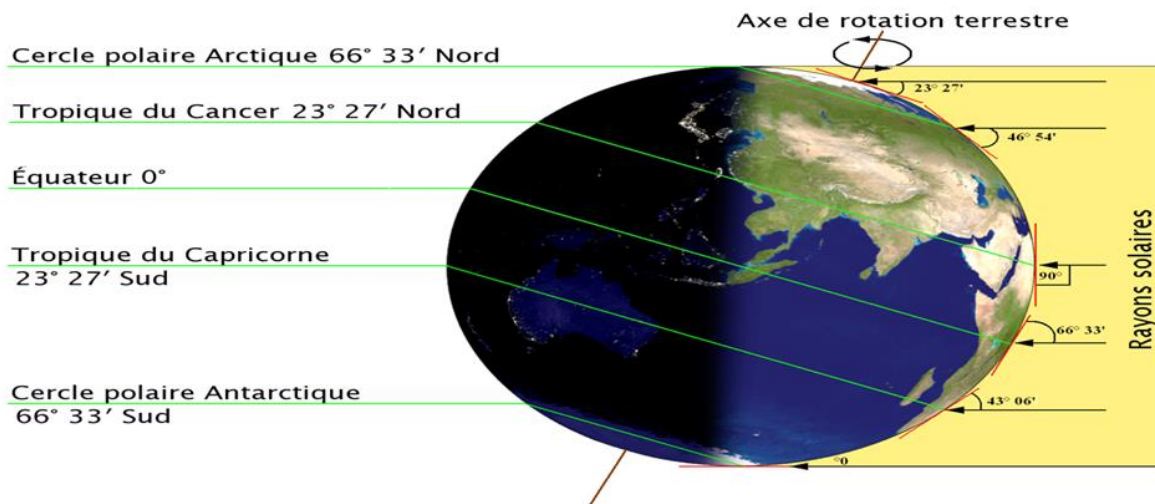 Axe de rotation terrestre
Cercle polaire Arctique 66° 33′ Nord
23° 27'
Tropique du Cancer 23° 27′ Nord
46° 54'
Équateur 0°
Tropique du Capricorne
23° 27′ Sud
90°
Rayons solaires
66° 33'
Cercle polaire Antarctique
66° 33′ Sud
43° 06'
°0